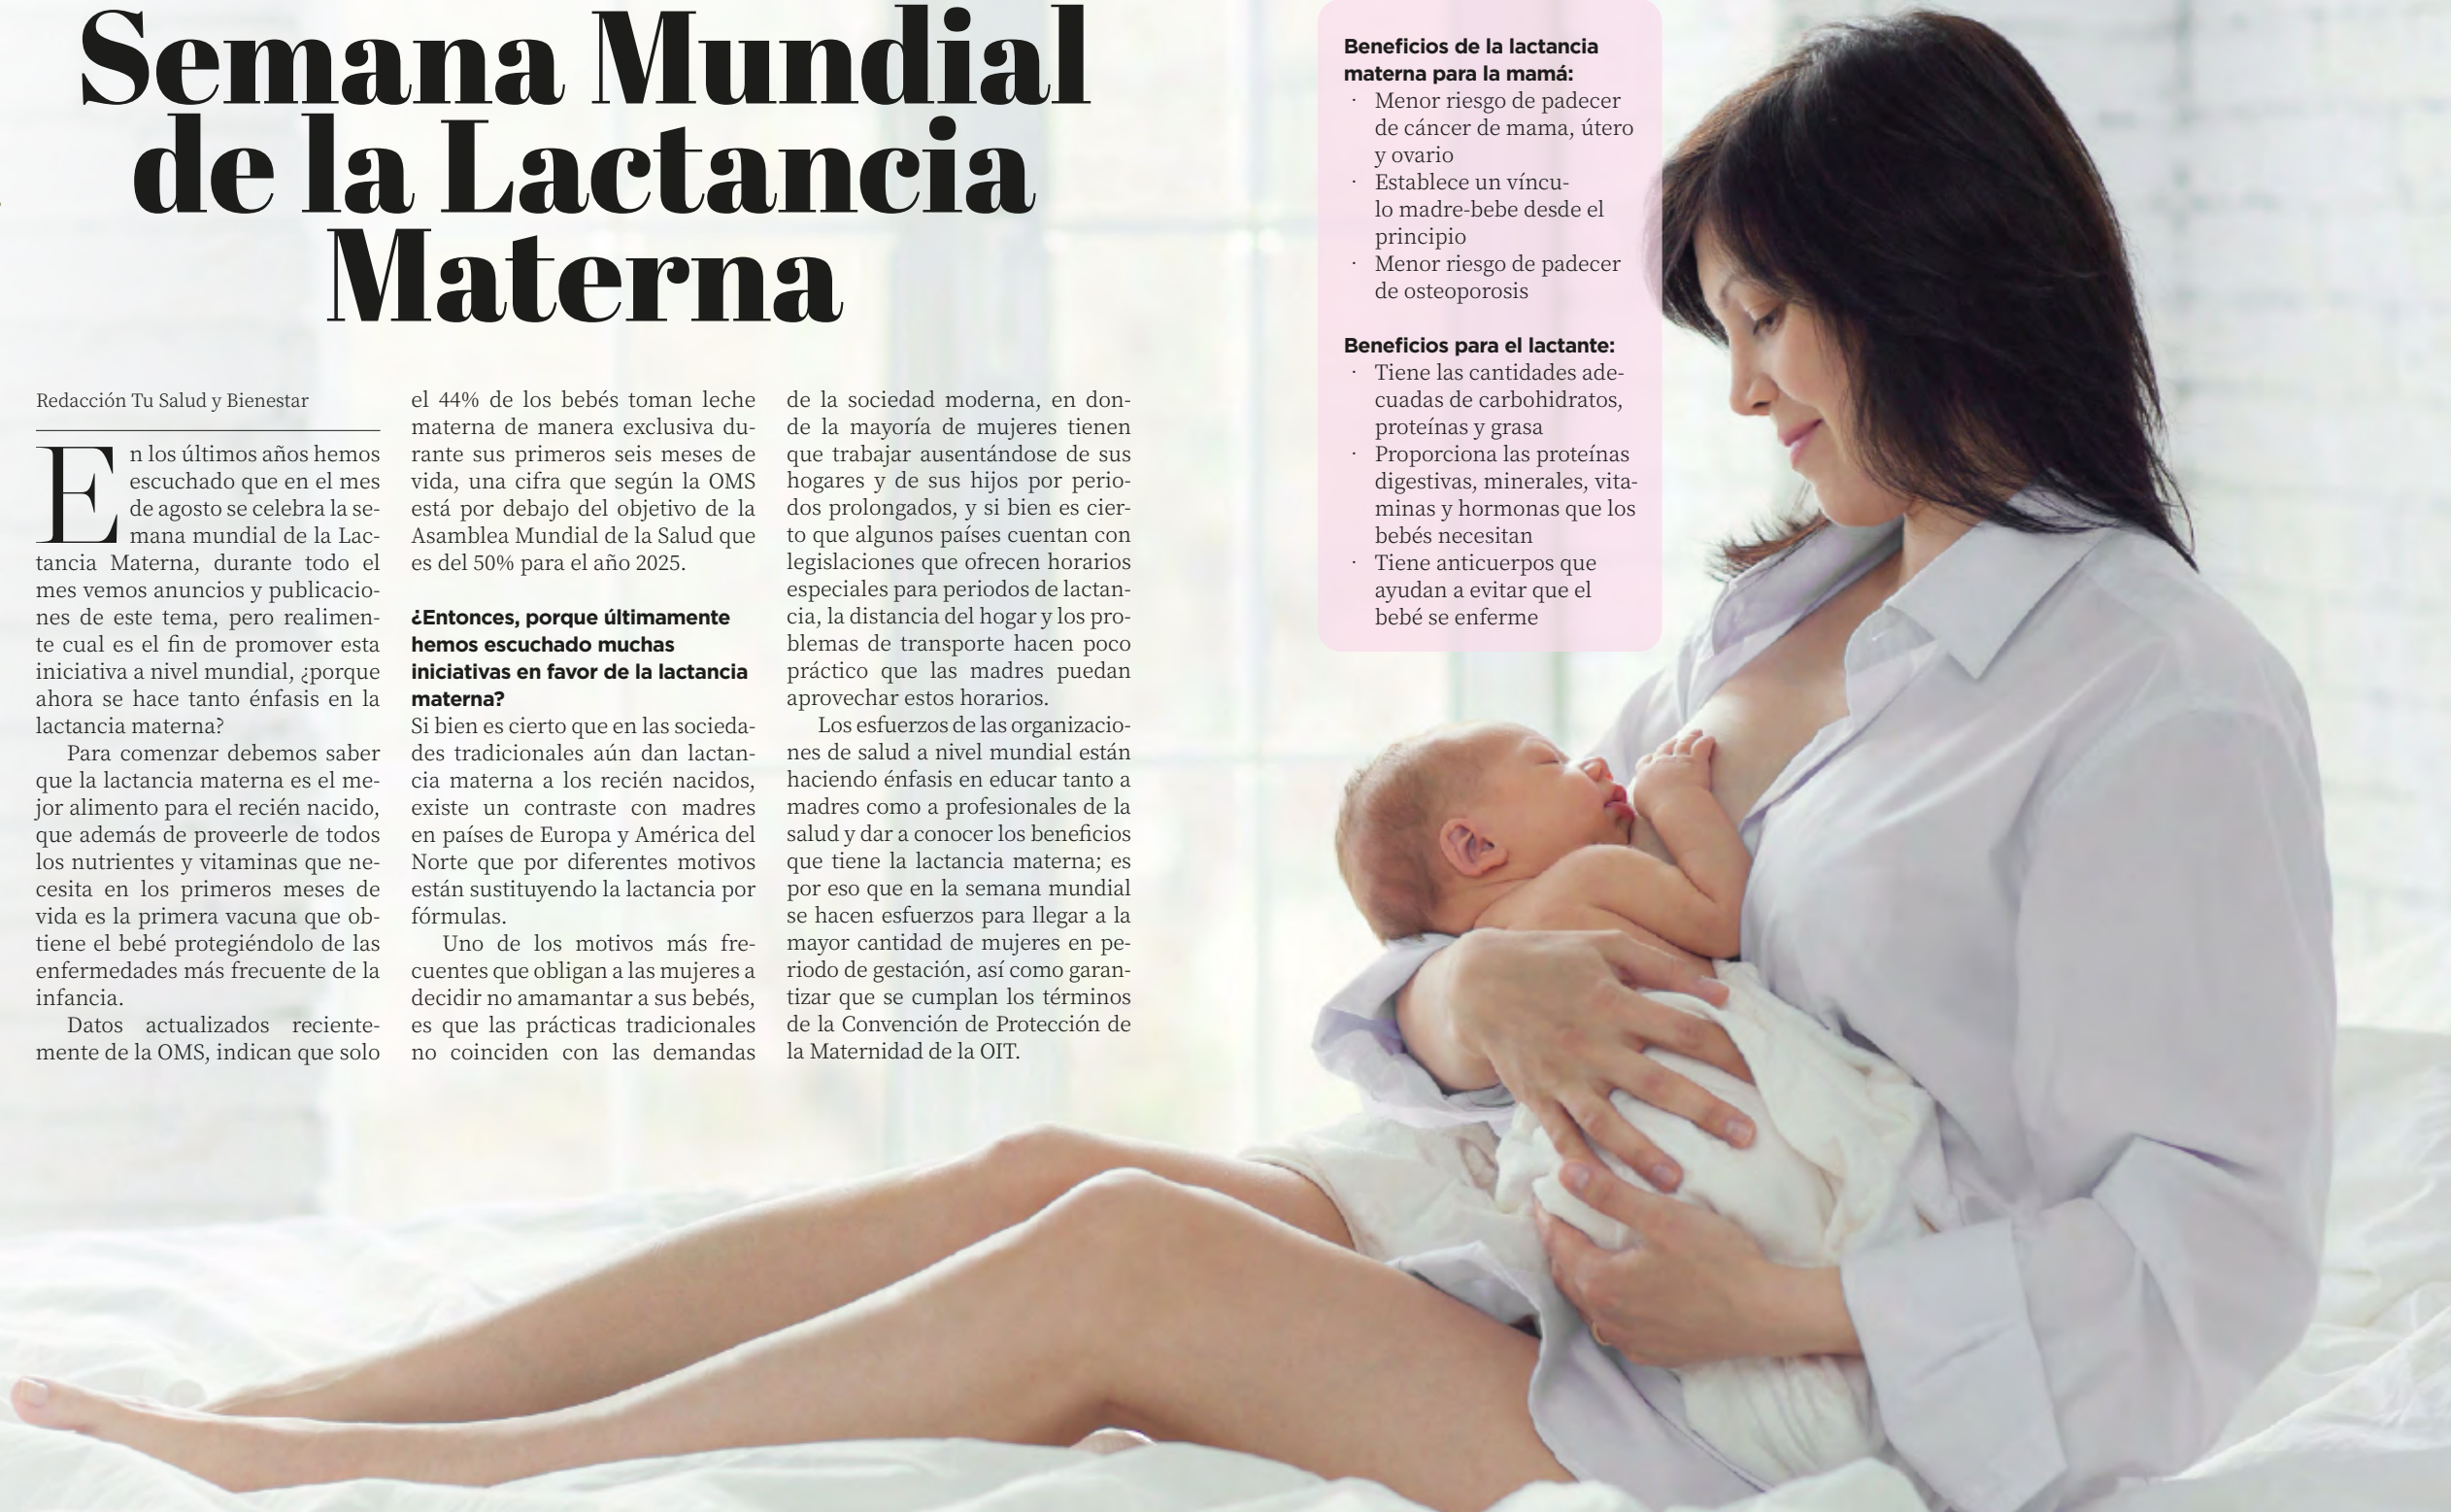 Semana Mundial
de la Lactancia
Materna
Redacción Tu Salud y Bienestar
En los últimos años hemos
escuchado que en el mes
de agosto se celebra la se-
mana mundial de la Lac-
tancia Materna, durante todo el
mes vemos anuncios y publicacio-
nes de este tema, pero realimen-
te cual es el fin de promover esta
iniciativa a nivel mundial, ¿porque
ahora se hace tanto énfasis en la
lactancia materna?
Para comenzar debemos saber
que la lactancia materna es el me-
jor alimento para el recién nacido,
que además de proveerle de todos
los nutrientes y vitaminas que ne-
cesita en los primeros meses de
vida es la primera vacuna que ob-
tiene el bebé protegiéndolo de las
enfermedades más frecuente de la
infancia.
Datos actualizados reciente-
mente de la OMS, indican que solo
el 44% de los bebés toman leche
materna de manera exclusiva du-
rante sus primeros seis meses de
vida, una cifra que según la OMS
está por debajo del objetivo de la
Asamblea Mundial de la Salud que
es del 50% para el año 2025.
¿Entonces, porque últimamente
hemos escuchado muchas
iniciativas en favor de la lactancia
materna?
Si bien es cierto que en las socieda-
des tradicionales aún dan lactan-
cia materna a los recién nacidos,
existe un contraste con madres
en países de Europa y América del
Norte que por diferentes motivos
están sustituyendo la lactancia por
fórmulas.
Uno de los motivos más fre-
cuentes que obligan a las mujeres a
decidir no amamantar a sus bebés,
es que las prácticas tradicionales
no coinciden con las demandas
de la sociedad moderna, en don-
de la mayoría de mujeres tienen
que trabajar ausentándose de sus
hogares y de sus hijos por perio-
dos prolongados, y si bien es cier-
to que algunos países cuentan con
legislaciones que ofrecen horarios
especiales para periodos de lactan-
cia, la distancia del hogar y los pro-
blemas de transporte hacen poco
práctico que las madres puedan
aprovechar estos horarios.
Los esfuerzos de las organizacio-
nes de salud a nivel mundial están
haciendo énfasis en educar tanto a
madres como a profesionales de la
salud y dar a conocer los beneficios
que tiene la lactancia materna; es
por eso que en la semana mundial
se hacen esfuerzos para llegar a la
mayor cantidad de mujeres en pe-
riodo de gestación, así como garan-
tizar que se cumplan los términos
de la Convención de Protección de
la Maternidad de la OIT.
Beneficios de la lactancia
materna para la mamá:
· Menor riesgo de padecer
de cáncer de mama, útero
y ovario
· Establece un víncu-
lo madre-bebe desde el
principio
· Menor riesgo de padecer
de osteoporosis
Beneficios para el lactante:
· Tiene las cantidades ade-
cuadas de carbohidratos,
proteínas y grasa
· Proporciona las proteínas
digestivas, minerales, vita-
minas y hormonas que los
bebés necesitan
· Tiene anticuerpos que
ayudan a evitar que el
bebé se enferme